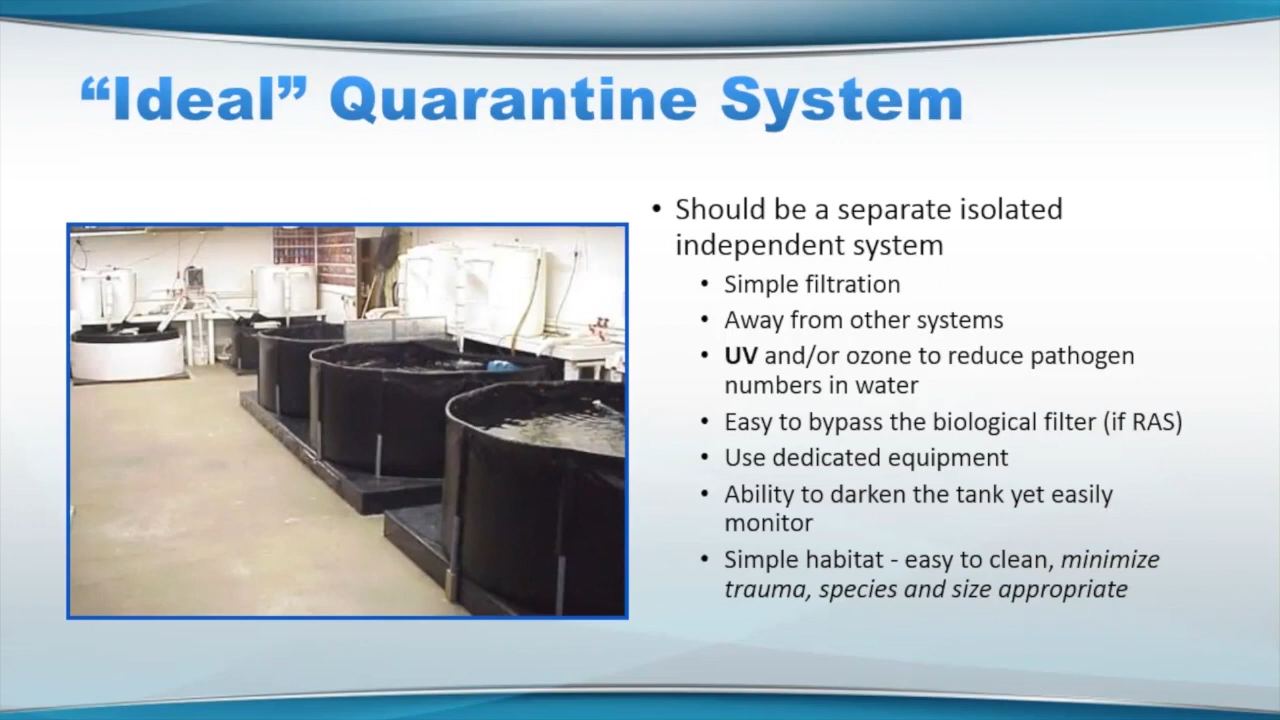 “Ideal” Quarantine System
• Should be a separate isolated
independent system
• Simple filtration
• Away from other systems
• UV and/or ozone to reduce pathogen
numbers in water
• Easy to bypass the biological filter (if RAS)
• Use dedicated equipment
• Ability to darken the tank yet easily
monitor
• Simple habitat - easy to clean, minimize
trauma, species and size appropriate